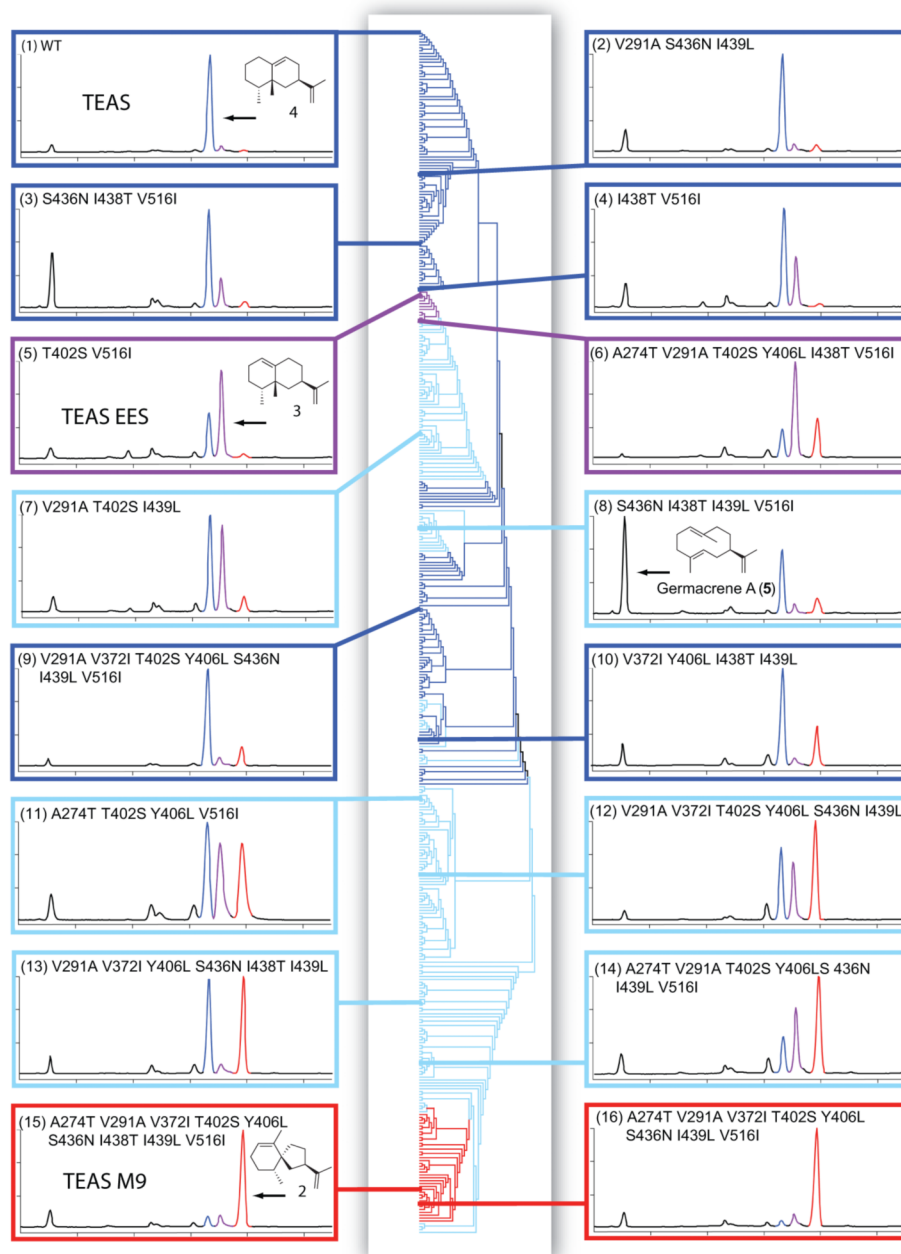 (1) WT
TEAS
4
(2) V291A S436N I439L
(3) S436N I438T V516I
(4) I438T V516I
(5) T402S V516I
TEAS EES
3
(6) A274T V291A T402S Y406L I438T V516I
(7) V291A T402S I439L
(8) S436N I438T I439L V516I
Germacrene A (5)
(9) V291A V372I T402S Y406L S436N
I439L V516I
(10) V372I Y406L I438T I439L
(11) A274T T402S Y406L V516I
(12) V291A V372I T402S Y406L S436N I439L
(13) V291A V372I Y406L S436N I438T I439L
(14) A274T V291A T402S Y406LS 436N
I439L V516I
(15) A274T V291A V372I T402S Y406L
S436N I438T I439L V516I
TEAS M9
2
(16) A274T V291A V372I T402S Y406L
S436N I439L V516I